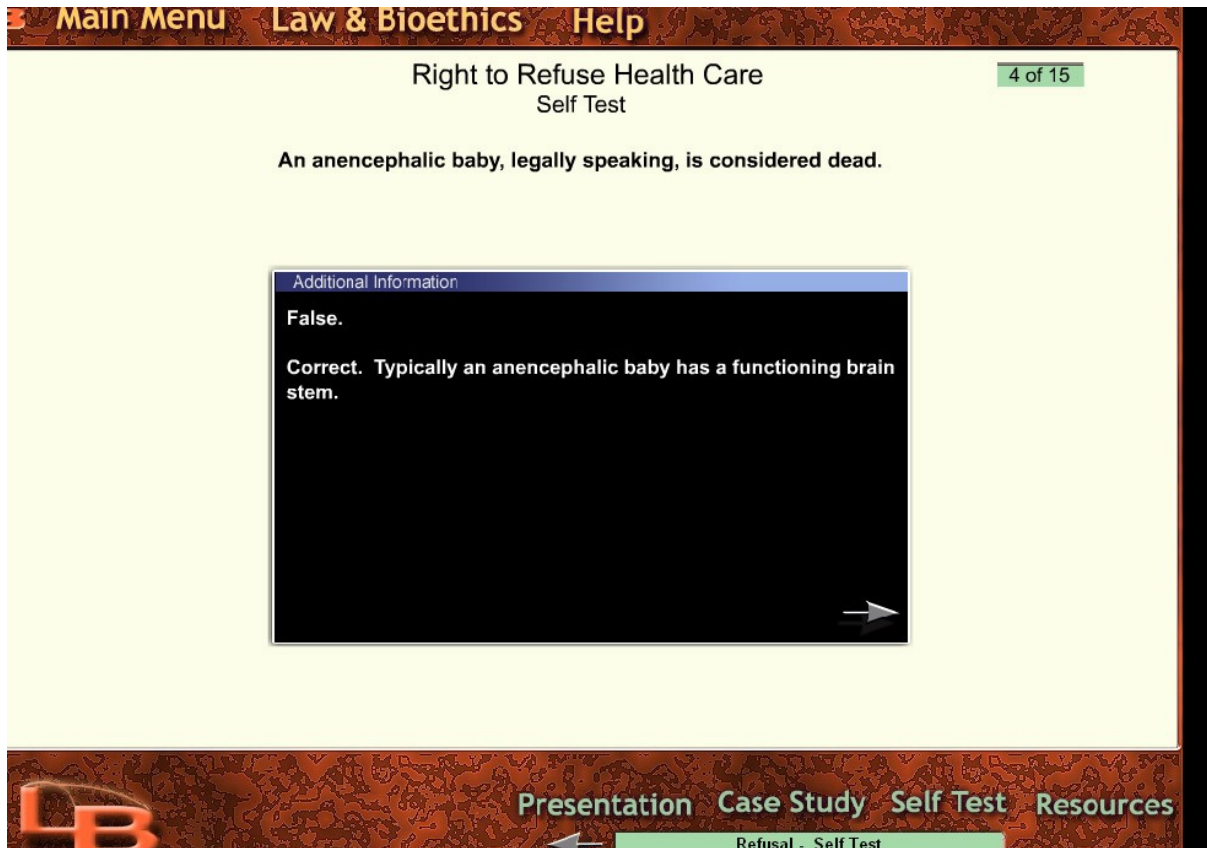 Main Menu Law & Bioethics Help
Right to Refuse Health Care
4 of 15
Self Test
An anencephalic baby, legally speaking, is considered dead.
Additional Information
False.
Correct. Typically an anencephalic baby has a functioning brain
stem.
LB
Presentation Case Study Self Test Resources
Refusal - Self Test